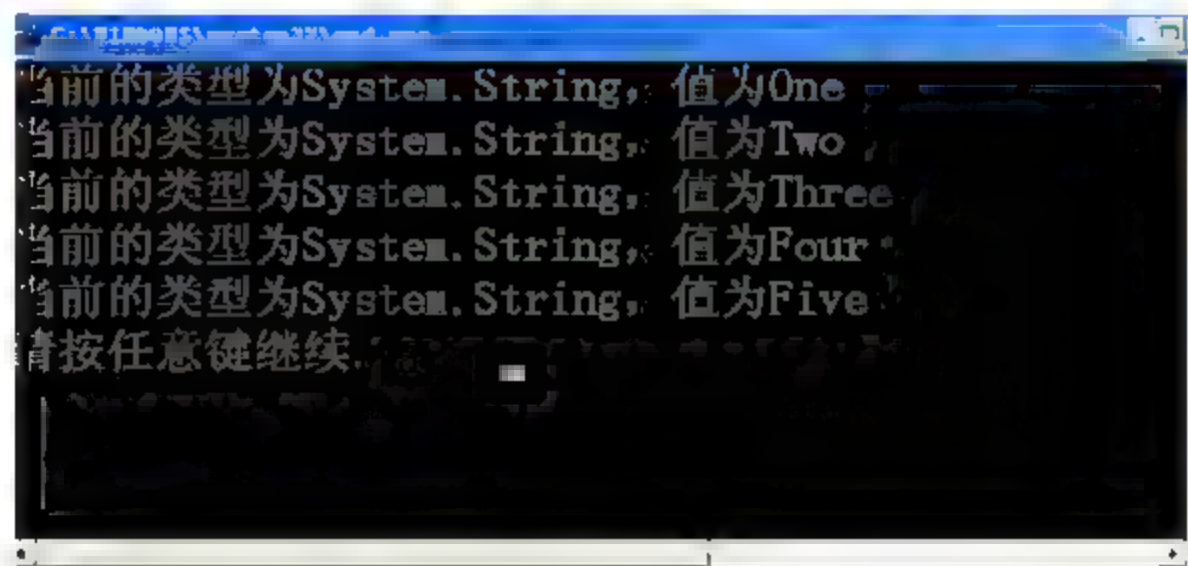 当前的类型为System.String，值为One
当前的类型为System.String，值为Two
当前的类型为System.String，值为Three
当前的类型为System.String，值为Four
当前的类型为System.String，值为Five
请按任意键继续